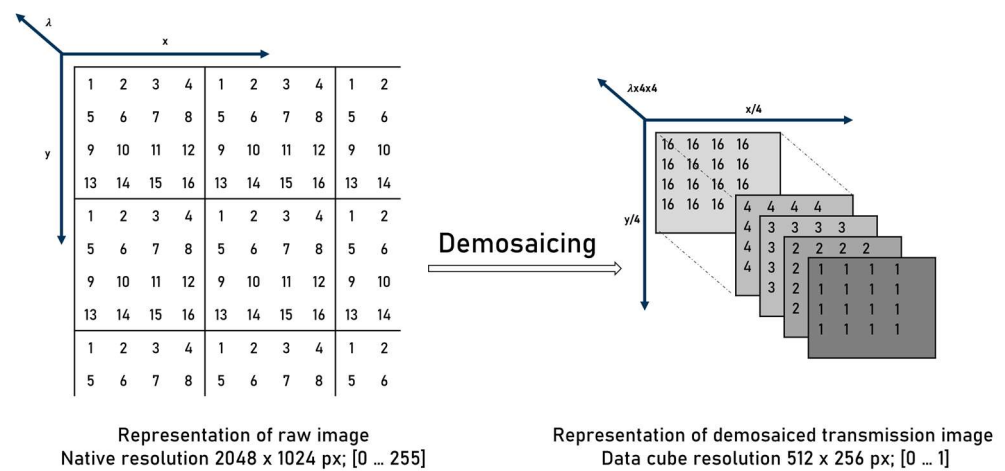 λ
x
y
1 2 3 4 1 2 3 4 1 2
5 6 7 8 5 6 7 8 5 6
9 10 11 12 9 10 11 12 9 10
13 14 15 16 13 14 15 16 13 14
1 2 3 4 1 2 3 4 1 2
5 6 7 8 5 6 7 8 5 6
9 10 11 12 9 10 11 12 9 10
13 14 15 16 13 14 15 16 13 14
1 2 3 4 1 2 3 4 1 2
5 6 7 8 5 6 7 8 5 6
Representation of raw image
Native resolution 2048 x 1024 px; [0 ... 255]
Demosaicing
λx4x4
x/4
y/4
16 16 16 16
16 16 16 16
16 16 16 16
16 16 16
4 4 4 4
4
4
4
3 3 3 3
3
3
3
2 2 2 2
2
2
1 1 1 1
1 1 1 1
1 1 1 1
1 1 1 1
Representation of demosaiced transmission image
Data cube resolution 512 x 256 px; [0 ... 1]